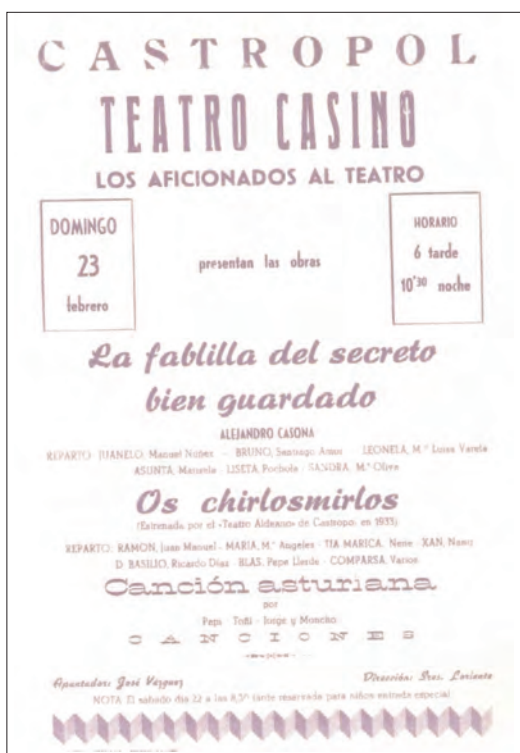 CASTROPOL
TEATRO CASINO
LOS AFICIONADOS AL TEATRO
DOMINGO
23
febrero
presentan las obras
HORARIO
6 tarde
10'30 noche
La fablilla del secreto
bien guardado
ALEJANDRO CASONA
REPARTO: JUANELO, Manuel Núñez - BRUNO, Santiago - LEONELA, M.ª Luisa Varela
ASUNTA, Manuela - LISETA, Pochola - SANDRA, M.ª Oliva
Os chirlosmirlos
(Estrenada por el «Teatro Aldeano» de Castropol en 1933)
REPARTO: RAMON, Juan Manuel - MARIA, M.ª Angeles - TIA MARICA, Nene - XAN, Nano
D. BASILIO, Ricardo Díaz - BLAS, Pepe Llerde - COMPARSA, Varios
Canción asturiana
por
Pepi - Toñi - Jorge y Moncho
CANCIONES
Apuntador: José Vázquez
Dirección: Sres. Loriente
NOTA. El sábado día 22 a las 8,30 tarde reservada para niños entrada especial